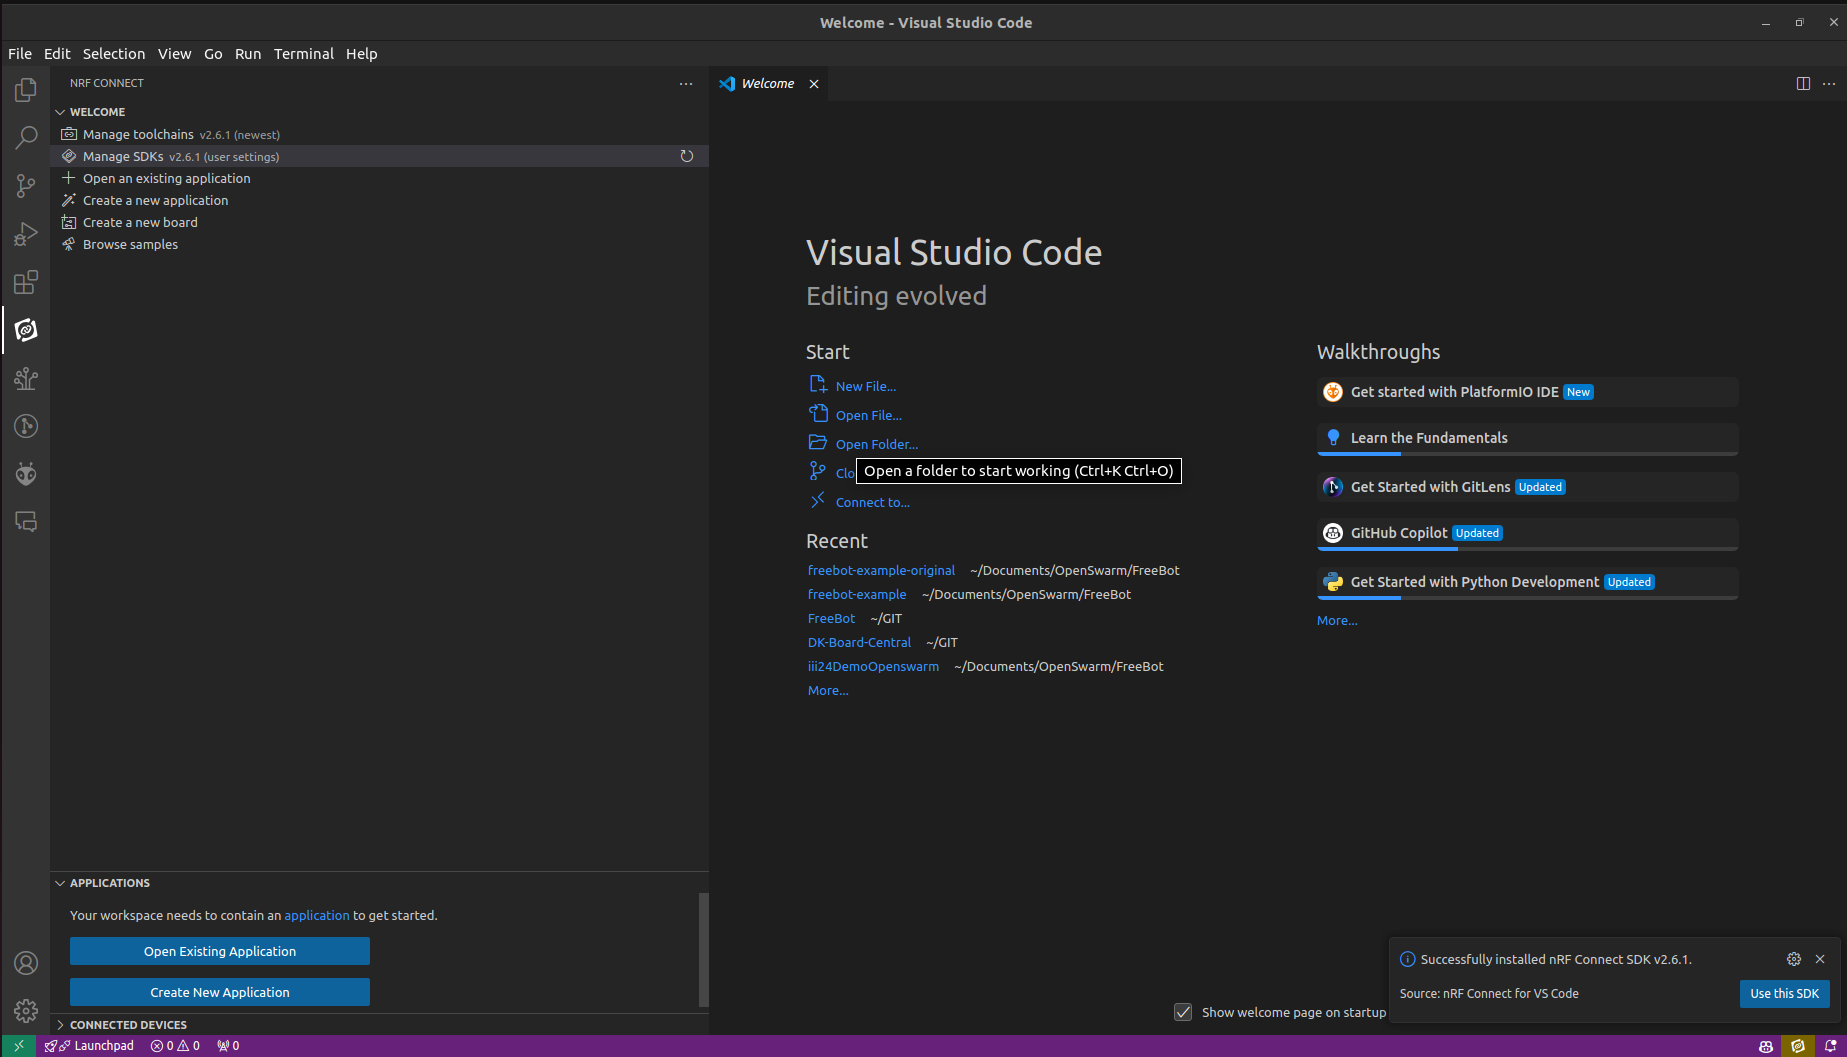 Welcome - Visual Studio Code
File Edit Selection View Go Run Terminal Help
NRF CONNECT
WELCOME
Manage toolchains v2.6.1 (newest)
Manage SDKs v2.6.1 (user settings)
Open an existing application
Create a new application
Create a new board
Browse samples
APPLICATIONS
Your workspace needs to contain an application to get started.
Open Existing Application
Create New Application
CONNECTED DEVICES
Welcome
Visual Studio Code
Editing evolved
Start
New File...
Open File...
Open Folder...
Clo
Open a folder to start working (Ctrl+K Ctrl+O)
Connect to...
Recent
freebot-example-original ~/Documents/OpenSwarm/FreeBot
freebot-example ~/Documents/OpenSwarm/FreeBot
FreeBot ~/GIT
DK-Board-Central ~/GIT
iii24DemoOpenswarm ~/Documents/OpenSwarm/FreeBot
More...
Walkthroughs
Get started with PlatformIO IDE New
Learn the Fundamentals
Get Started with GitLens Updated
GitHub Copilot Updated
Get Started with Python Development Updated
More...
Show welcome page on startup
Successfully installed nRF Connect SDK v2.6.1.
Source: nRF Connect for VS Code
Use this SDK
Launchpad 0 0 0